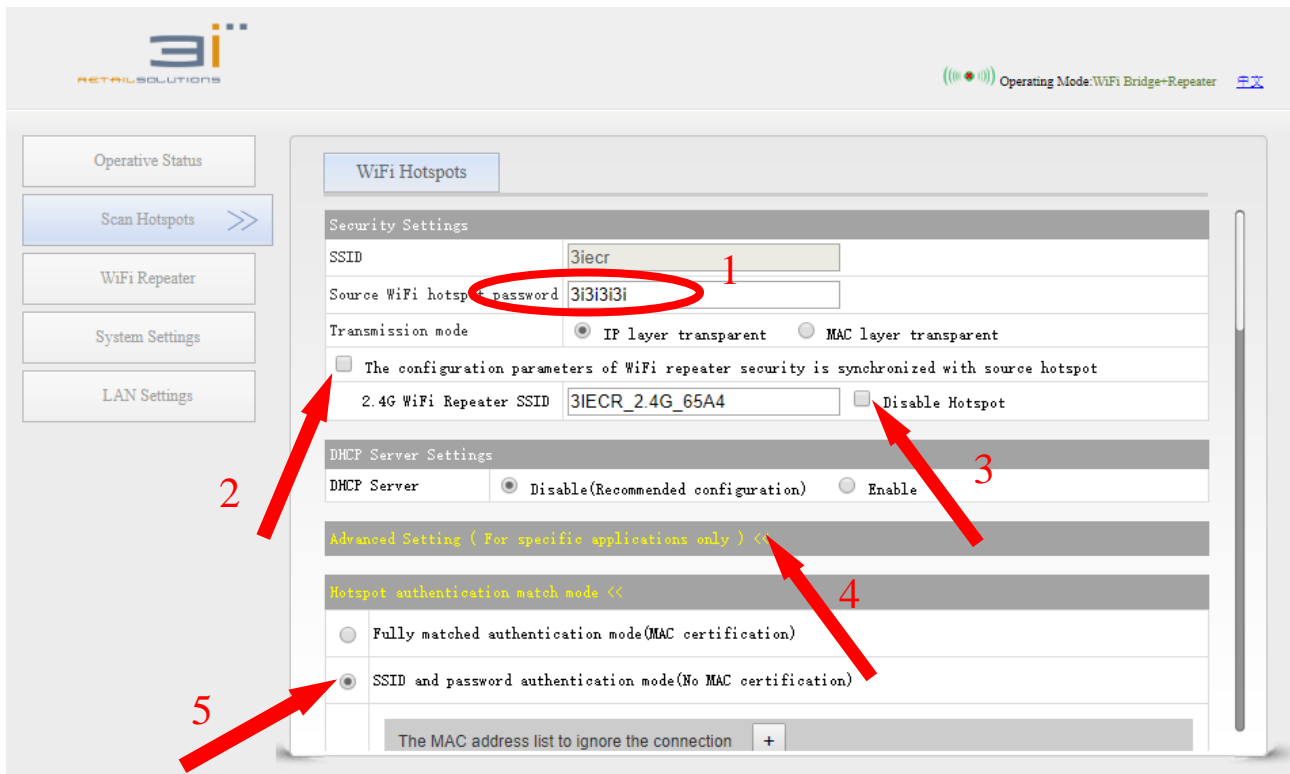 3i
RETAILSOLUTIONS
Operating Mode:WiFi Bridge+Repeater 中文
Operative Status
Scan Hotspots >>
WiFi Repeater
System Settings
LAN Settings
WiFi Hotspots
Security Settings
SSID 3iecr
1
Source WiFi hotspot password 3i3i3i3i
Transmission mode IP layer transparent MAC layer transparent
The configuration parameters of WiFi repeater security is synchronized with source hotspot
2.4G WiFi Repeater SSID 3IECR_2.4G_65A4 Disable Hotspot
2
3
DHCP Server Settings
DHCP Server Disable(Recommended configuration) Enable
Advanced Setting ( For specific applications only ) <<
4
Hotspot authentication match mode <<
Fully matched authentication mode(MAC certification)
SSID and password authentication mode(No MAC certification)
5
The MAC address list to ignore the connection +